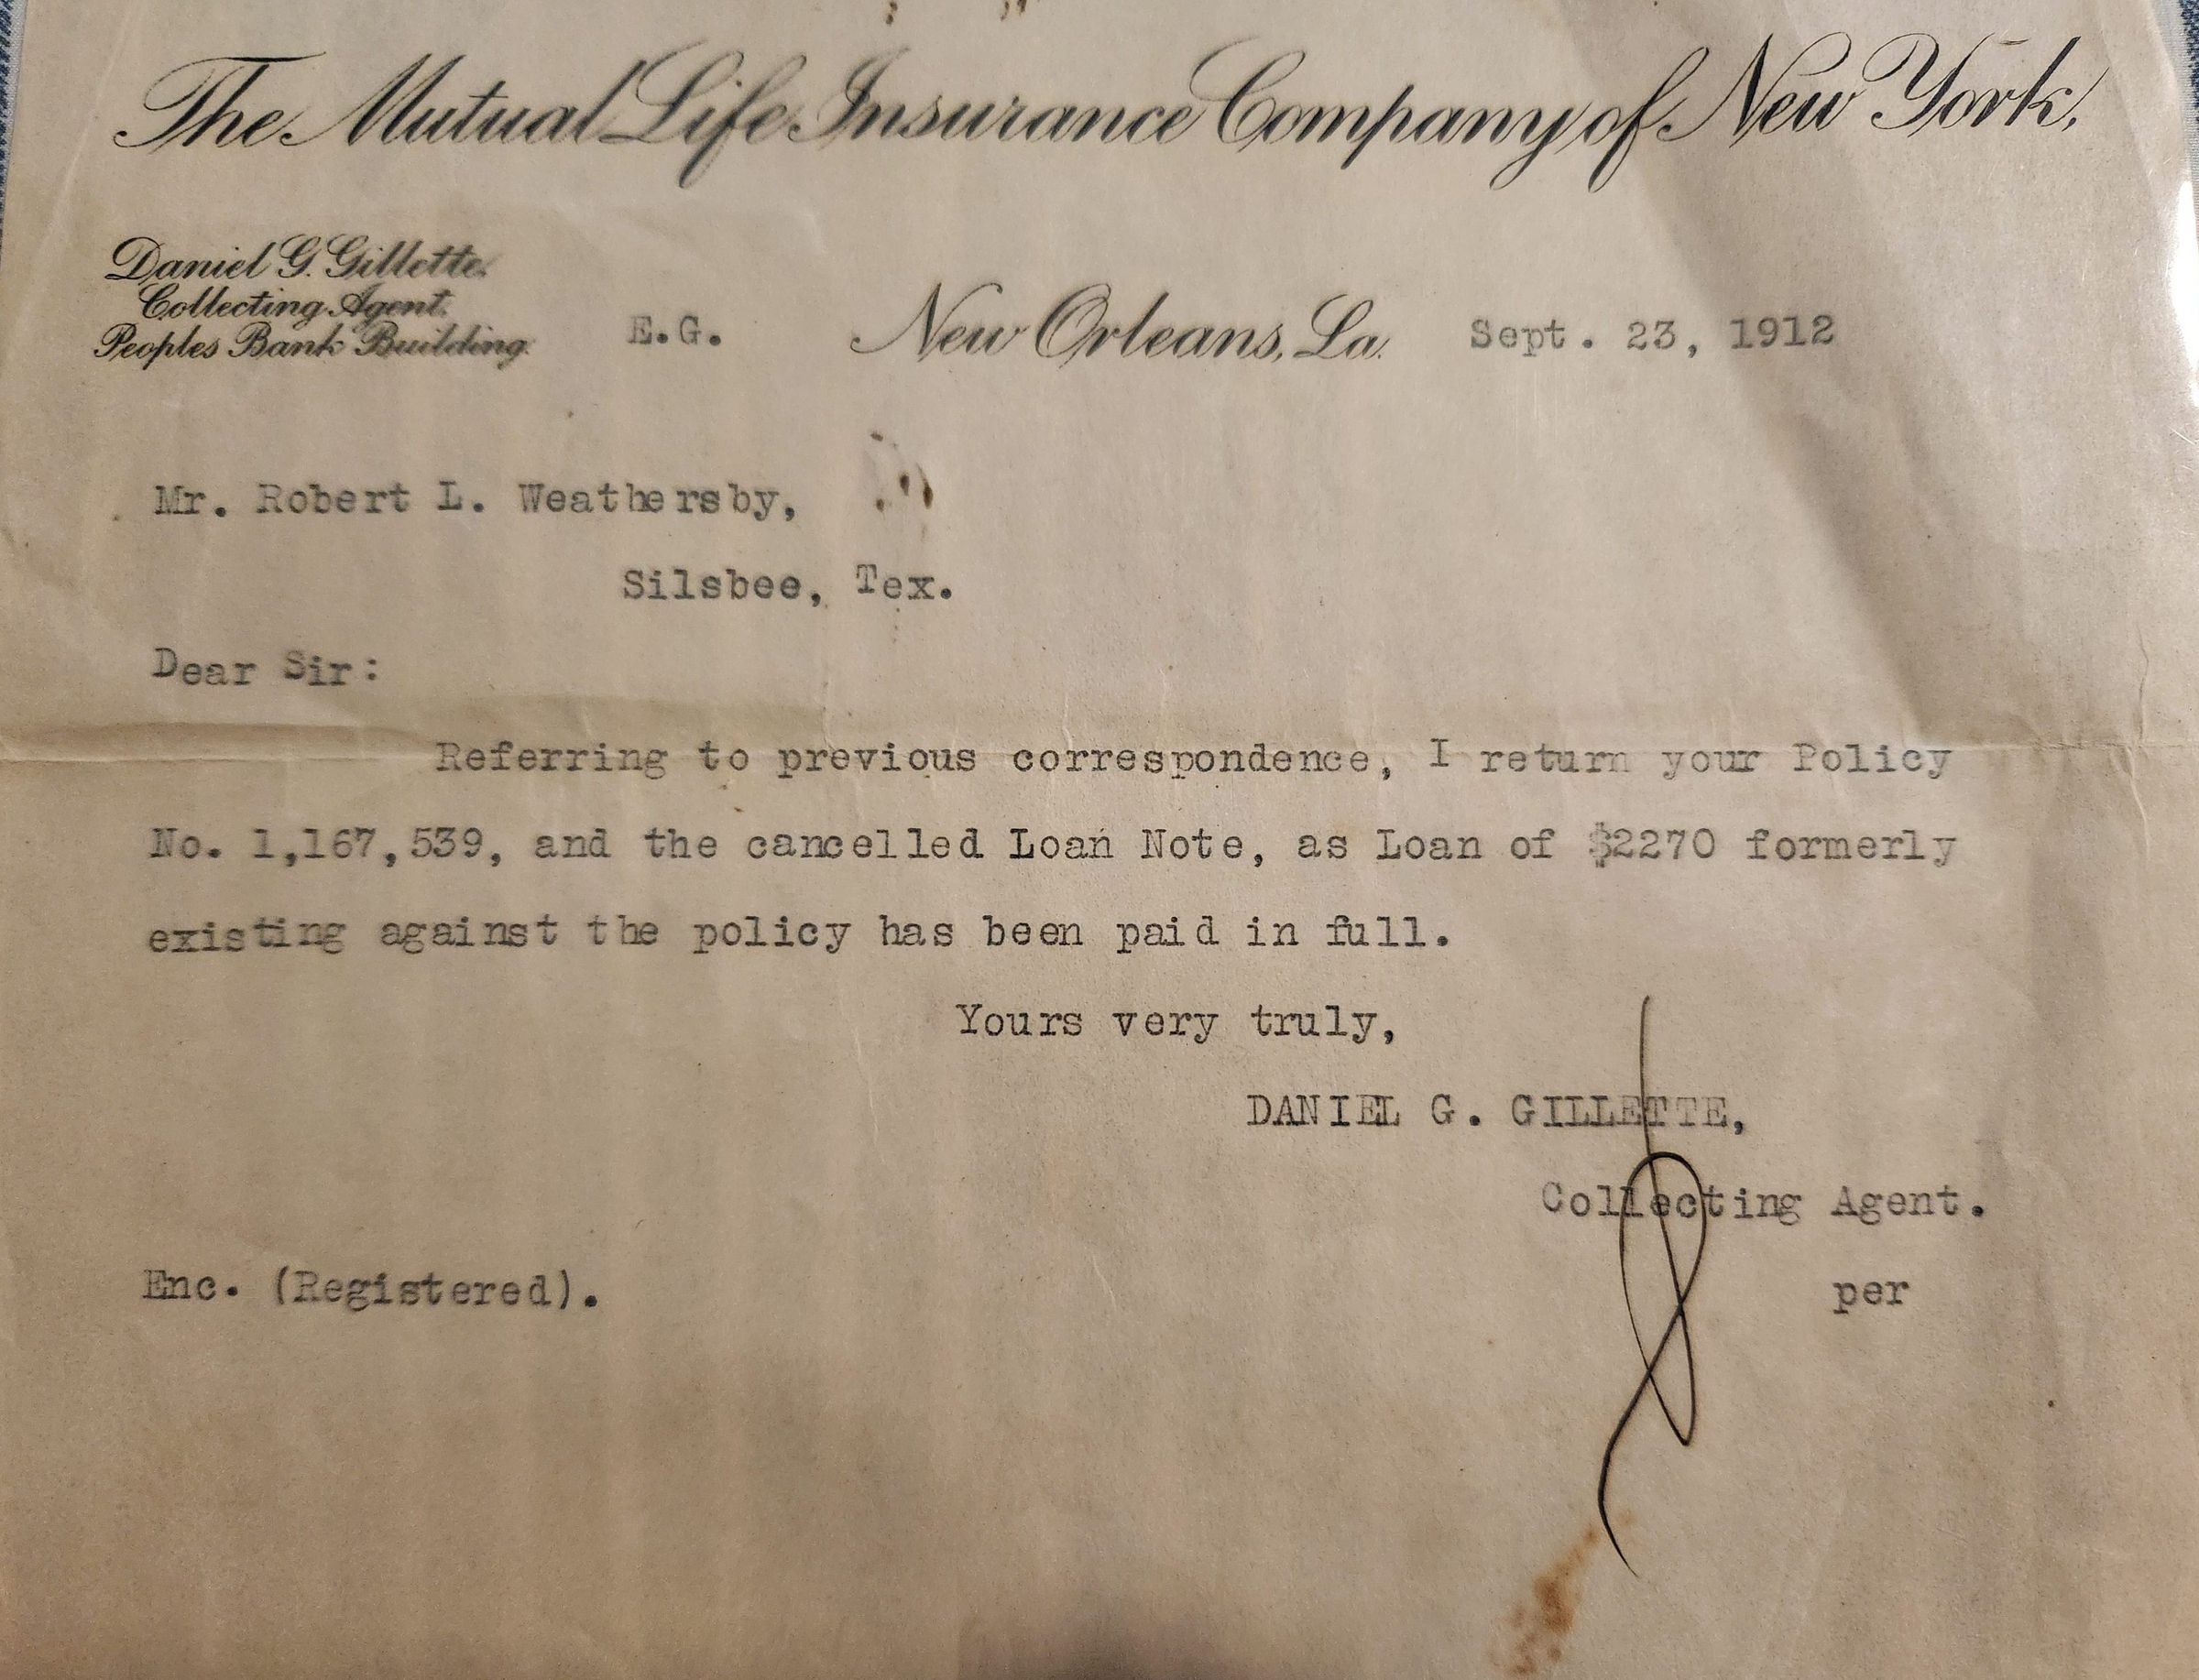 The Mutual Life Insurance Company of New York,
Daniel G. Gillette.
Collecting Agent.
Peoples Bank Building.
E.G. New Orleans, La. Sept. 23, 1912
Mr. Robert L. Weathersby,
Silsbee, Tex.
Dear Sir:
Referring to previous correspondence, I return your Policy
No. 1,167,539, and the cancelled Loan Note, as Loan of $2270 formerly
existing against the policy has been paid in full.
Yours very truly,
DANIEL G. GILLETTE,
Collecting Agent.
Enc. (Registered). per